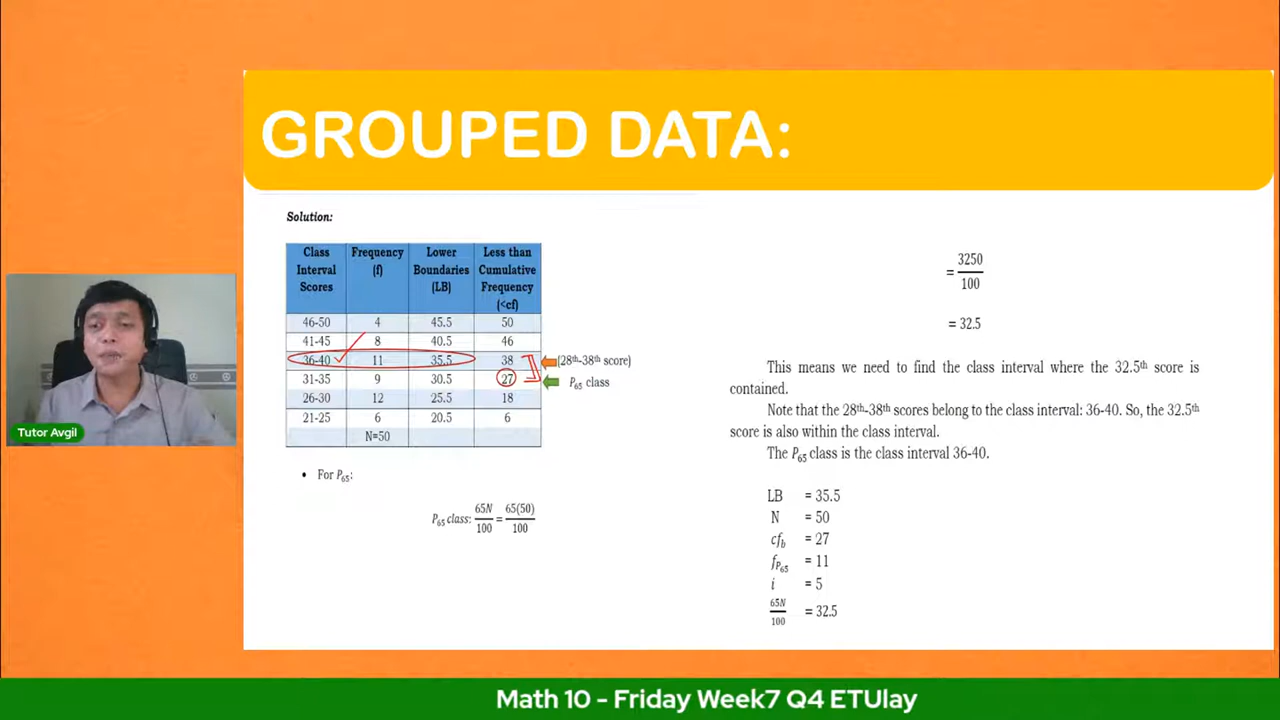 GROUPED DATA:
Solution:
Class Interval Scores Frequency (f) Lower Boundaries (LB) Less than Cumulative Frequency (<cf)
46-50 4 45.5 50
41-45 8 40.5 46
36-40 11 35.5 38 (28th-38th score)
31-35 9 30.5 27 P65 class
26-30 12 25.5 18
21-25 6 20.5 6
N=50
• For P65:
P65 class: 65N/100 = 65(50)/100
= 3250/100
= 32.5
This means we need to find the class interval where the 32.5th score is
contained.
Note that the 28th-38th scores belong to the class interval: 36-40. So, the 32.5th
score is also within the class interval.
The P65 class is the class interval 36-40.
LB = 35.5
N = 50
cfb = 27
fP65 = 11
i = 5
65N/100 = 32.5
Tutor Avgil
Math 10 - Friday Week7 Q4 ETUlay